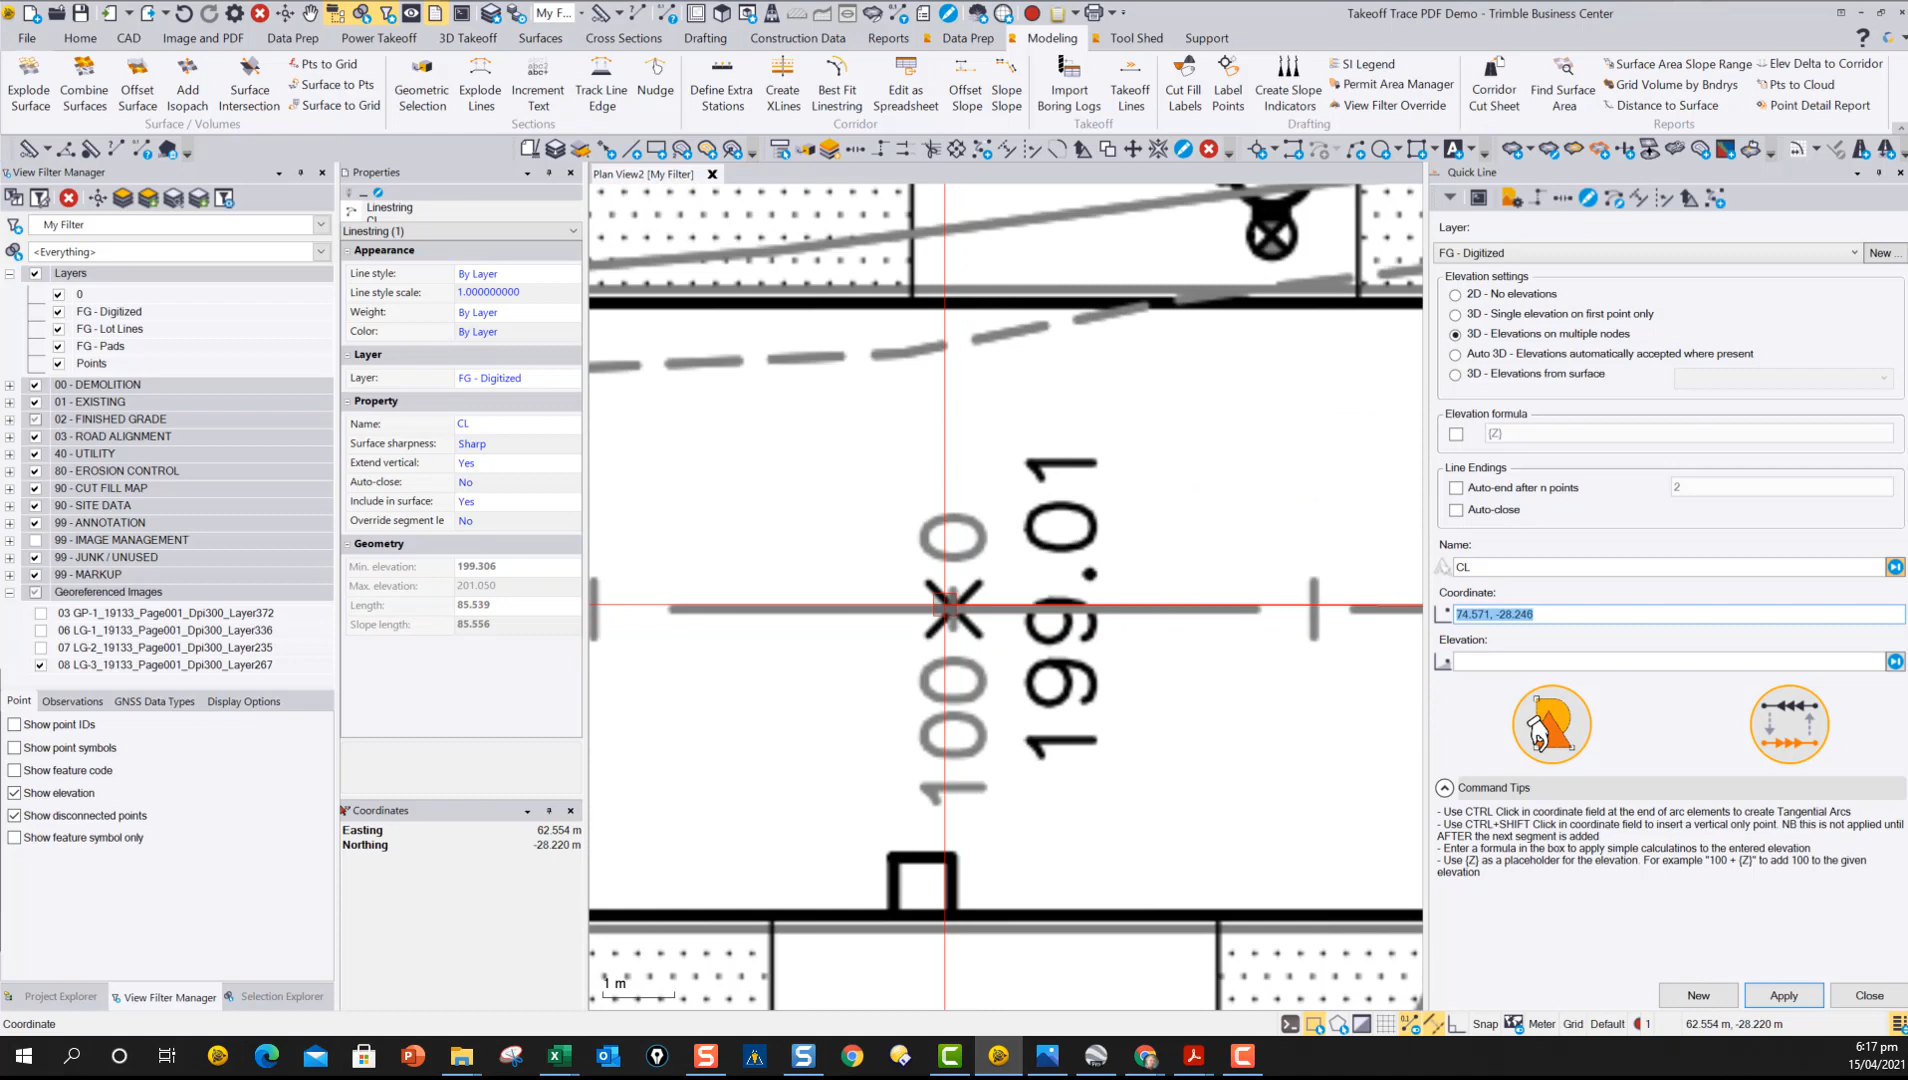 My F...
Takeoff Trace PDF Demo - Trimble Business Center
File Home CAD Image and PDF Data Prep Power Takeoff 3D Takeoff Surfaces Cross Sections Drafting Construction Data Reports Data Prep Modeling Tool Shed Support
Explode Surface
Combine Surfaces
Offset Surface
Add Isopach
Surface Intersection
Pts to Grid
Surface to Pts
Surface to Grid
Surface / Volumes
Geometric Selection
Explode Lines
Increment Text
Track Line Edge
Nudge
Sections
Define Extra Stations
Create XLines
Best Fit Linestring
Edit as Spreadsheet
Offset Slope
Slope Slope
Corridor
Import Boring Logs
Takeoff Lines
Takeoff
Cut Fill Labels
Label Points
Create Slope Indicators
SI Legend
Permit Area Manager
View Filter Override
Drafting
Corridor Cut Sheet
Find Surface Area
Surface Area Slope Range
Grid Volume by Bndrys
Distance to Surface
Elev Delta to Corridor
Pts to Cloud
Point Detail Report
Reports
View Filter Manager
My Filter
<Everything>
Layers
0
FG - Digitized
FG - Lot Lines
FG - Pads
Points
00 - DEMOLITION
01 - EXISTING
02 - FINISHED GRADE
03 - ROAD ALIGNMENT
40 - UTILITY
80 - EROSION CONTROL
90 - CUT FILL MAP
90 - SITE DATA
99 - ANNOTATION
99 - IMAGE MANAGEMENT
99 - JUNK / UNUSED
99 - MARKUP
Georeferenced Images
03 GP-1_19133_Page001_Dpi300_Layer372
06 LG-1_19133_Page001_Dpi300_Layer336
07 LG-2_19133_Page001_Dpi300_Layer235
08 LG-3_19133_Page001_Dpi300_Layer267
Point Observations GNSS Data Types Display Options
Show point IDs
Show point symbols
Show feature code
Show elevation
Show disconnected points
Show feature symbol only
Project Explorer View Filter Manager Selection Explorer
Coordinate
Properties
Linestring
CL
Linestring (1)
Appearance
Line style: By Layer
Line style scale: 1.000000000
Weight: By Layer
Color: By Layer
Layer
Layer: FG - Digitized
Property
Name: CL
Surface sharpness: Sharp
Extend vertical: Yes
Auto-close: No
Include in surface: Yes
Override segment le No
Geometry
Min. elevation: 199.306
Max. elevation: 201.050
Length: 85.539
Slope length: 85.556
Coordinates
Easting 62.554 m
Northing -28.220 m
Plan View2 [My Filter]
199.01
1 m
Quick Line
Layer:
FG - Digitized
New ...
Elevation settings
2D - No elevations
3D - Single elevation on first point only
3D - Elevations on multiple nodes
Auto 3D - Elevations automatically accepted where present
3D - Elevations from surface
Elevation formula
{Z}
Line Endings
Auto-end after n points 2
Auto-close
Name:
CL
Coordinate:
74.571, -28.246
Elevation:
Command Tips
- Use CTRL Click in coordinate field at the end of arc elements to create Tangential Arcs
- Use CTRL+SHIFT Click in coordinate field to insert a vertical only point. NB this is not applied until
AFTER the next segment is added
- Enter a formula in the box to apply simple calculatinos to the entered elevation
- Use {Z} as a placeholder for the elevation. For example "100 + {Z}" to add 100 to the given
elevation
New Apply Close
Snap Meter Grid Default 1 62.554 m, -28.220 m
6:17 pm
15/04/2021